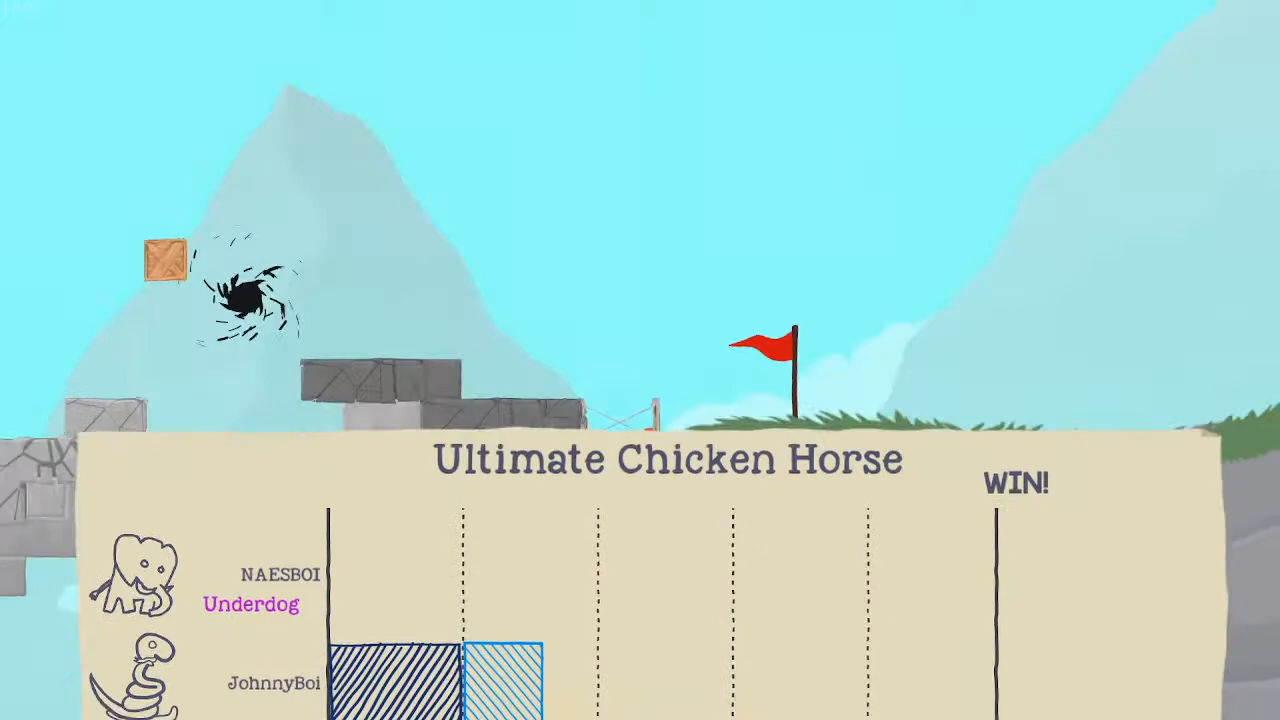 Ultimate Chicken Horse
WIN!
NAESBOI
Underdog
JohnnyBoi